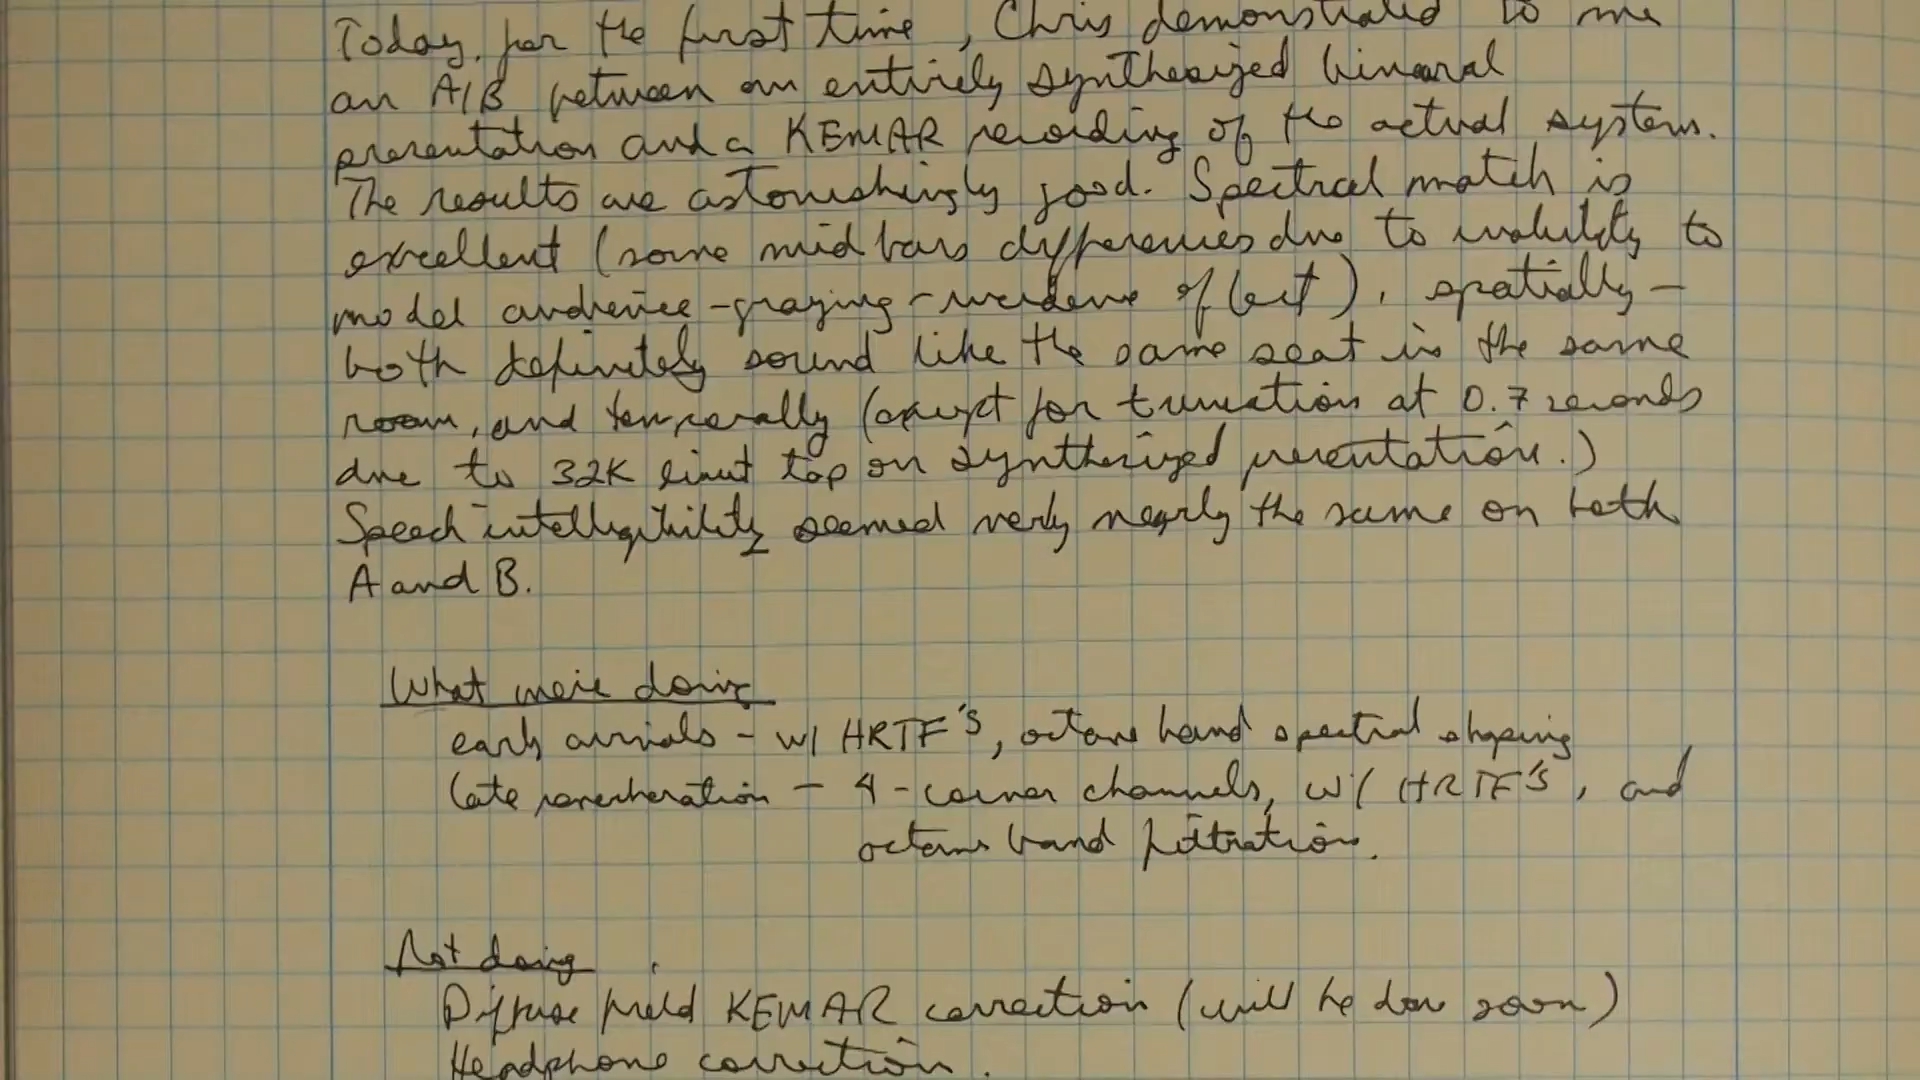 Today, for the first time, Chris demonstrated to me
an A/B between an entirely synthesized binaural
presentation and a KEMAR recording of the actual system.
The results are astonishingly good. Spectral match is
excellent (some mid bass differences due to inability to
model audience-grazing-incidence effect), spatially -
both definitely sound like the same seat in the same
room, and temporally (except for truncation at 0.7 seconds
due to 32K limit tap on synthesized presentation.)
Speech intelligibility seemed very nearly the same on both
A and B.
What we're doing
early arrivals - w/ HRTF's, octave band spectral shaping
late reverberation - 4-corner channels, w/ HRTF's, and
octave band filtration.
Not doing
Diffuse field KEMAR correction (will be done soon)
Headphone correction.